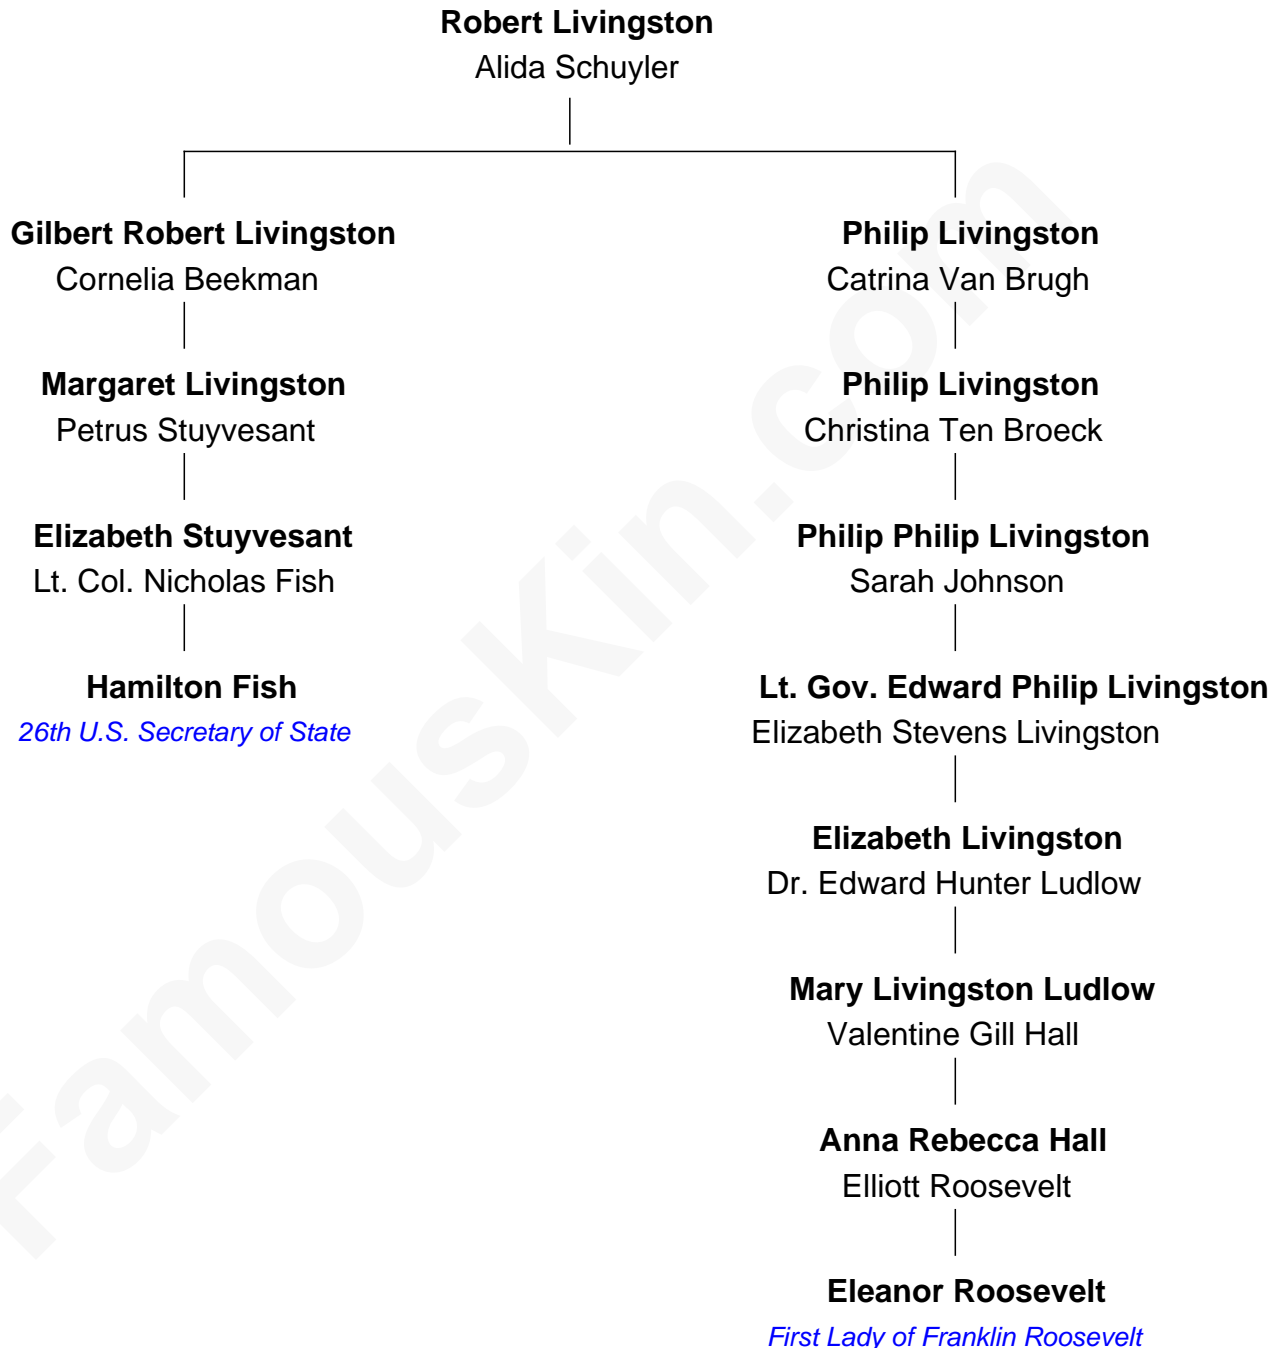 Robert Livingston
Alida Schuyler
Gilbert Robert Livingston
Cornelia Beekman
Margaret Livingston
Petrus Stuyvesant
Elizabeth Stuyvesant
Lt. Col. Nicholas Fish
Hamilton Fish
26th U.S. Secretary of State
Philip Livingston
Catrina Van Brugh
Philip Livingston
Christina Ten Broeck
Philip Philip Livingston
Sarah Johnson
Lt. Gov. Edward Philip Livingston
Elizabeth Stevens Livingston
Elizabeth Livingston
Dr. Edward Hunter Ludlow
Mary Livingston Ludlow
Valentine Gill Hall
Anna Rebecca Hall
Elliott Roosevelt
Eleanor Roosevelt
First Lady of Franklin Roosevelt
FamousKin.com